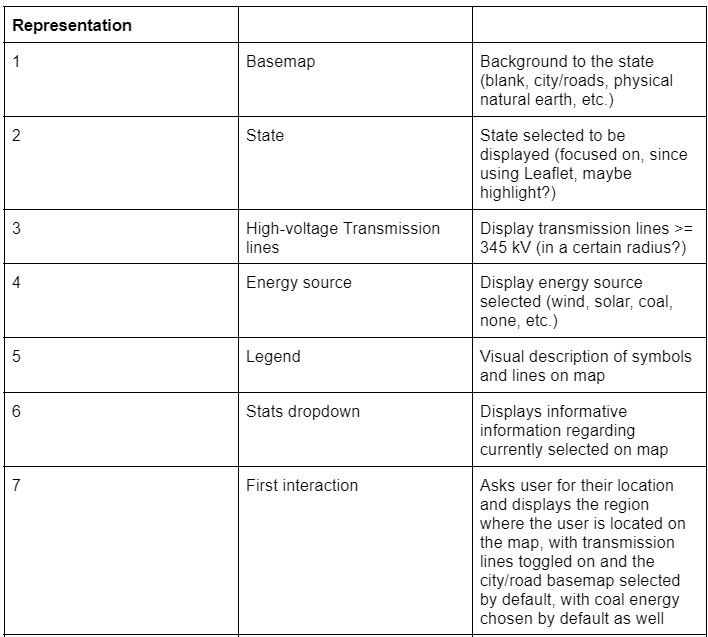 Representation
1
Basemap
Background to the state
(blank, city/roads, physical
natural earth, etc.)
2
State
State selected to be
displayed (focused on, since
using Leaflet, maybe
highlight?)
3
High-voltage Transmission
lines
Display transmission lines >=
345 kV (in a certain radius?)
4
Energy source
Display energy source
selected (wind, solar, coal,
none, etc.)
5
Legend
Visual description of symbols
and lines on map
6
Stats dropdown
Displays informative
information regarding
currently selected on map
7
First interaction
Asks user for their location
and displays the region
where the user is located on
the map, with transmission
lines toggled on and the
city/road basemap selected
by default, with coal energy
chosen by default as well